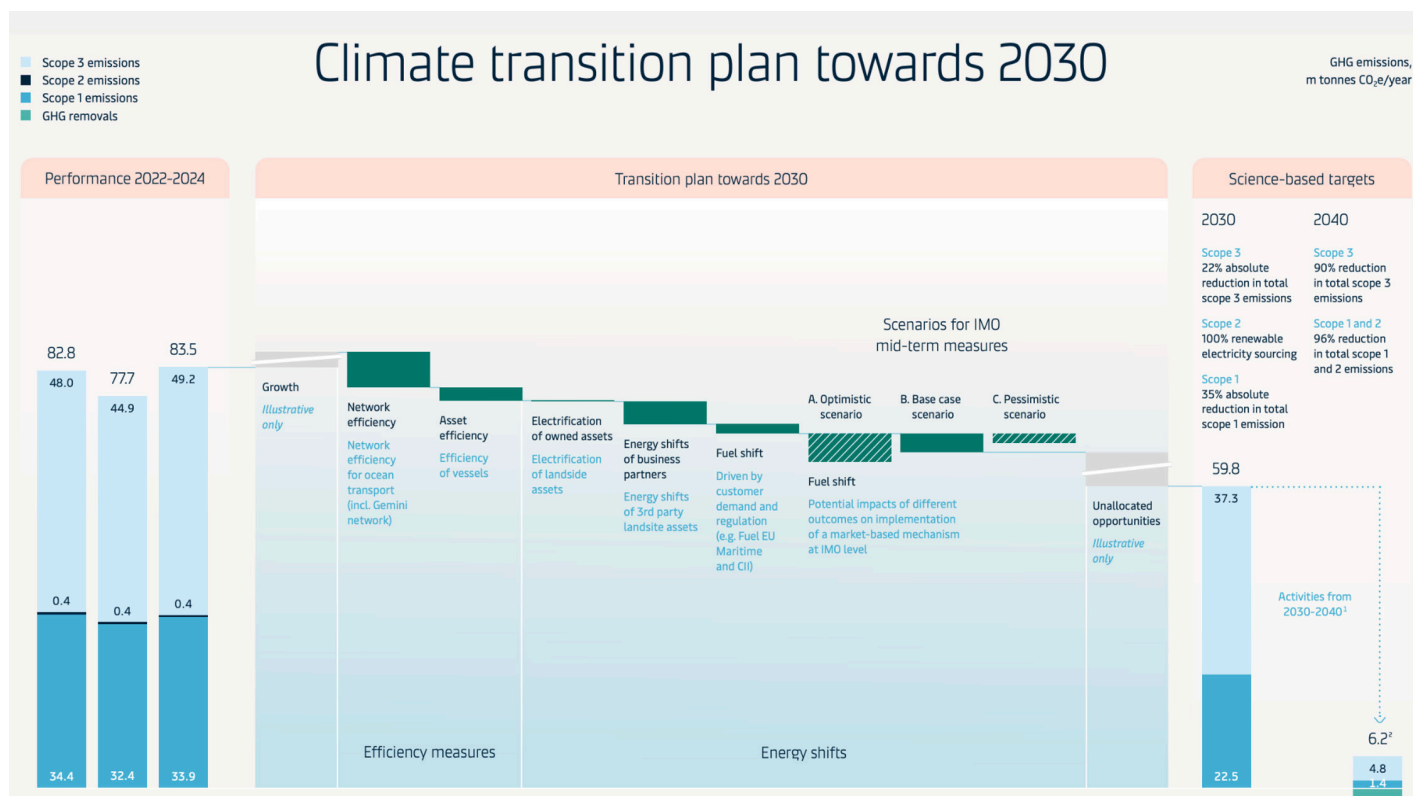 Climate transition plan towards 2030
Scope 3 emissions
Scope 2 emissions
Scope 1 emissions
GHG removals
GHG emissions,
m tonnes CO₂e/year
Performance 2022-2024
82.8
48.0
0.4
34.4
77.7
44.9
0.4
32.4
83.5
49.2
0.4
33.9
Transition plan towards 2030
Growth
Illustrative
only
Network
efficiency
Network
efficiency
for ocean
transport
(incl. Gemini
network)
Asset
efficiency
Efficiency
of vessels
Efficiency measures
Electrification
of owned assets
Electrification
of landside
assets
Energy shifts
of business
partners
Energy shifts
of 3rd party
landsite assets
Fuel shift
Driven by
customer
demand and
regulation
(e.g. Fuel EU
Maritime
and CII)
Scenarios for IMO
mid-term measures
A. Optimistic
scenario
B. Base case
scenario
C. Pessimistic
scenario
Fuel shift
Potential impacts of different
outcomes on implementation
of a market-based mechanism
at IMO level
Energy shifts
Unallocated
opportunities
Illustrative
only
Science-based targets
2030
Scope 3
22% absolute
reduction in total
scope 3 emissions
Scope 2
100% renewable
electricity sourcing
Scope 1
35% absolute
reduction in total
scope 1 emission
2040
Scope 3
90% reduction
in total scope 3
emissions
Scope 1 and 2
96% reduction
in total scope 1
and 2 emissions
59.8
37.3
22.5
Activities from
2030-2040¹
6.2²
4.8
1.4